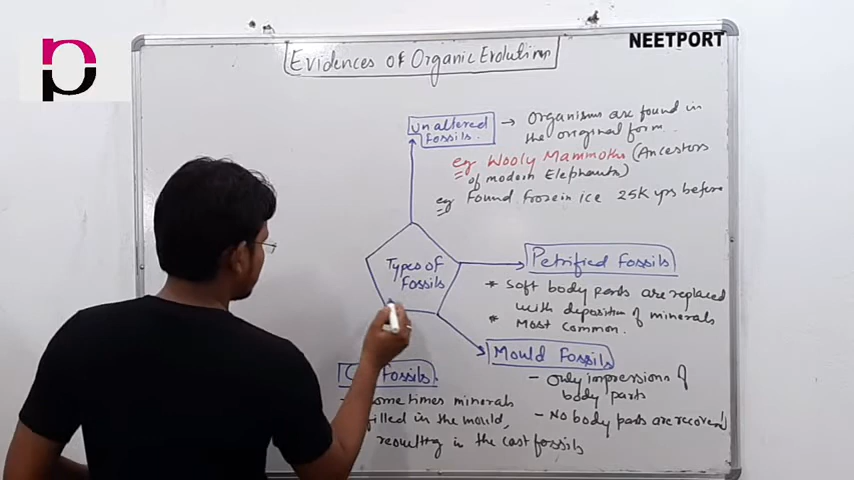 NEETPORT
Evidences of Organic Evolution
Unaltered
fossils.
→ Organisms are found in
the original form.
eg Wooly Mammoths (Ancestors
of modern Elephants)
eg Found Frozein ice 25K yrs before
Types of
Fossils
Petrified fossils
* Soft body parts are replaced
with deposition of minerals
* Most common.
Mould Fossils
- Only impressions of
body parts
- No body parts are recovered
Fossils.
times minerals
filled in the mould,
resulting in the cast fossils